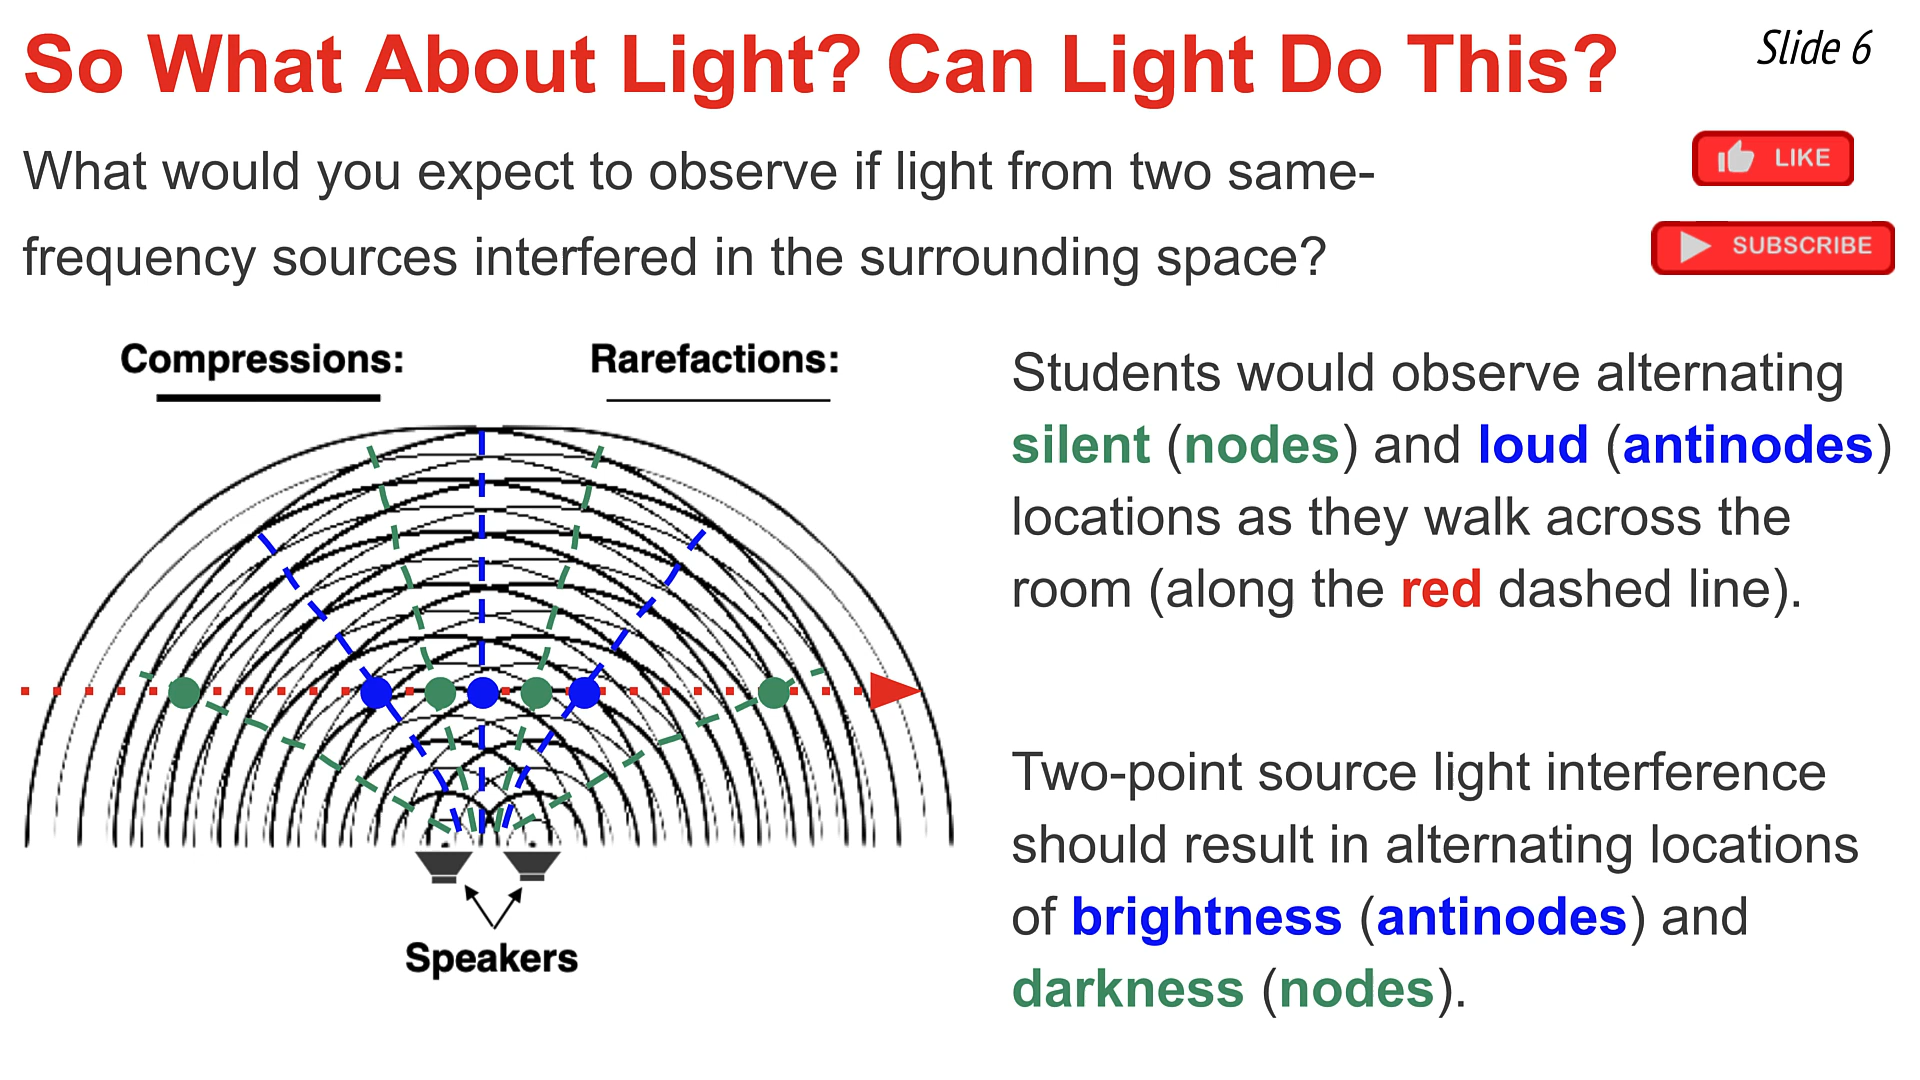 So What About Light? Can Light Do This?
Slide 6
What would you expect to observe if light from two same-
frequency sources interfered in the surrounding space?
LIKE
SUBSCRIBE
Compressions:
Rarefactions:
Students would observe alternating
silent (nodes) and loud (antinodes)
locations as they walk across the
room (along the red dashed line).
Two-point source light interference
should result in alternating locations
of brightness (antinodes) and
darkness (nodes).
Speakers